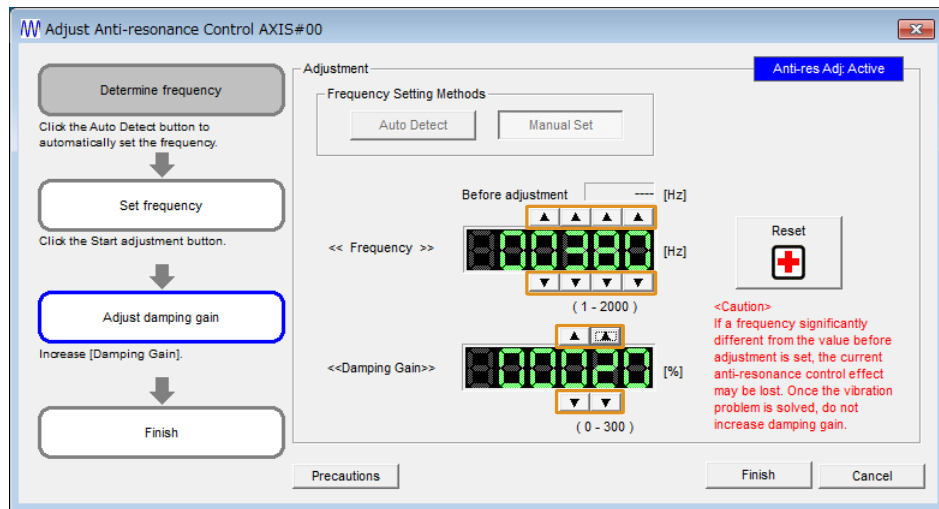 Adjust Anti-resonance Control AXIS#00
Determine frequency
Click the Auto Detect button to
automatically set the frequency.
Set frequency
Click the Start adjustment button.
Adjust damping gain
Increase [Damping Gain].
Finish
Adjustment
Anti-res Adj: Active
Frequency Setting Methods
Auto Detect
Manual Set
Before adjustment ---- [Hz]
<< Frequency >> 00380 [Hz]
( 1 - 2000 )
<<Damping Gain>> 00020 [%]
( 0 - 300 )
Reset
<Caution>
If a frequency significantly
different from the value before
adjustment is set, the current
anti-resonance control effect
may be lost. Once the vibration
problem is solved, do not
increase damping gain.
Precautions
Finish
Cancel